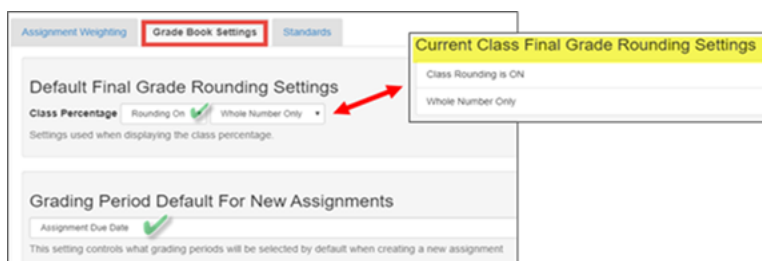 Assignment Weighting Grade Book Settings Standards
Current Class Final Grade Rounding Settings
Class Rounding is ON
Whole Number Only
Default Final Grade Rounding Settings
Class Percentage Rounding On Whole Number Only
Settings used when displaying the class percentage.
Grading Period Default For New Assignments
Assignment Due Date
This setting controls what grading periods will be selected by default when creating a new assignment